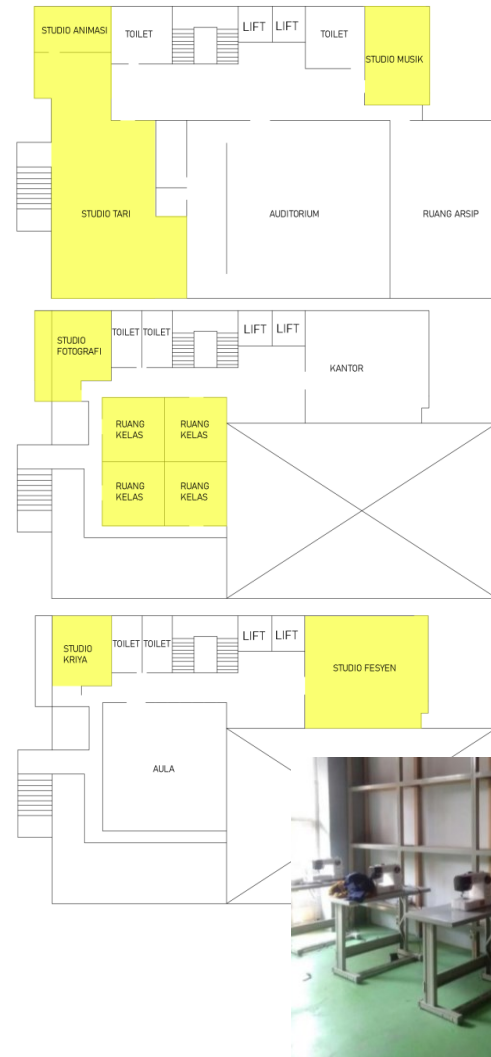 STUDIO ANIMASI
TOILET
LIFT
LIFT
TOILET
STUDIO MUSIK
STUDIO TARI
AUDITORIUM
RUANG ARSIP
STUDIO
FOTOGRAFI
TOILET
TOILET
LIFT
LIFT
KANTOR
RUANG
KELAS
RUANG
KELAS
RUANG
KELAS
RUANG
KELAS
STUDIO
KRIYA
TOILET
TOILET
LIFT
LIFT
STUDIO FESYEN
AULA